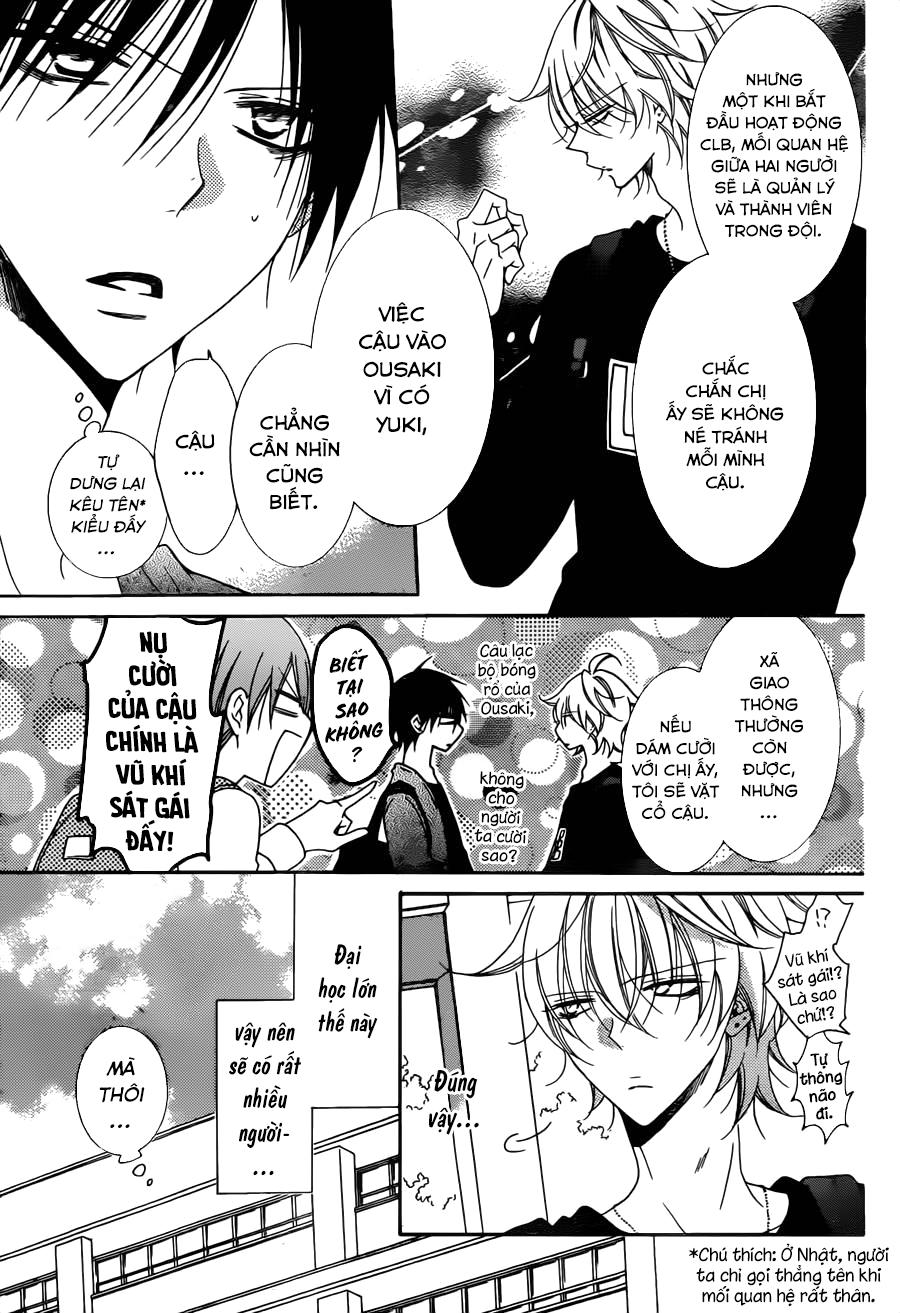 NHƯNG
MỘT KHI BẮT
ĐẦU HOẠT ĐỘNG
CLB, MỐI QUAN HỆ
GIỮA HAI NGƯỜI
SẼ LÀ QUẢN LÝ
VÀ THÀNH VIÊN
TRONG ĐỘI.
CHẮC
CHẮN CHỊ
ẤY SẼ KHÔNG
NÉ TRÁNH
MỖI MÌNH
CẬU.
VIỆC
CẬU VÀO
OUSAKI
VÌ CÓ
YUKI,
CHẲNG
CẦN NHÌN
CŨNG
BIẾT.
CẬU
...
TỰ
DƯNG LẠI
KÊU TÊN*
KIỂU ĐẤY
...
XÃ
GIAO
THÔNG
THƯỜNG
CÒN
ĐƯỢC,
NHƯNG
...
NẾU
DÁM CƯỜI
VỚI CHỊ ẤY,
TÔI SẼ VẶT
CỔ CẬU.
Câu lạc
bộ bóng
rổ của
Ousaki,
không
cho
người
ta cười
sao?
BIẾT
TẠI
SAO
KHÔNG
?
NỤ
CƯỜI
CỦA CẬU
CHÍNH LÀ
VŨ KHÍ
SÁT GÁI
ĐẤY!
!?
Vũ khí
sát gái!?
Là sao
chứ!?
Tự
thông
não
đi.
Đúng
vậy...
Đại
học lớn
thế này
vậy nên
sẽ có rất
nhiều
người-
...
MÀ
THÔI
...
*Chú thích: Ở Nhật, người
ta chỉ gọi thẳng tên khi
mối quan hệ rất thân.